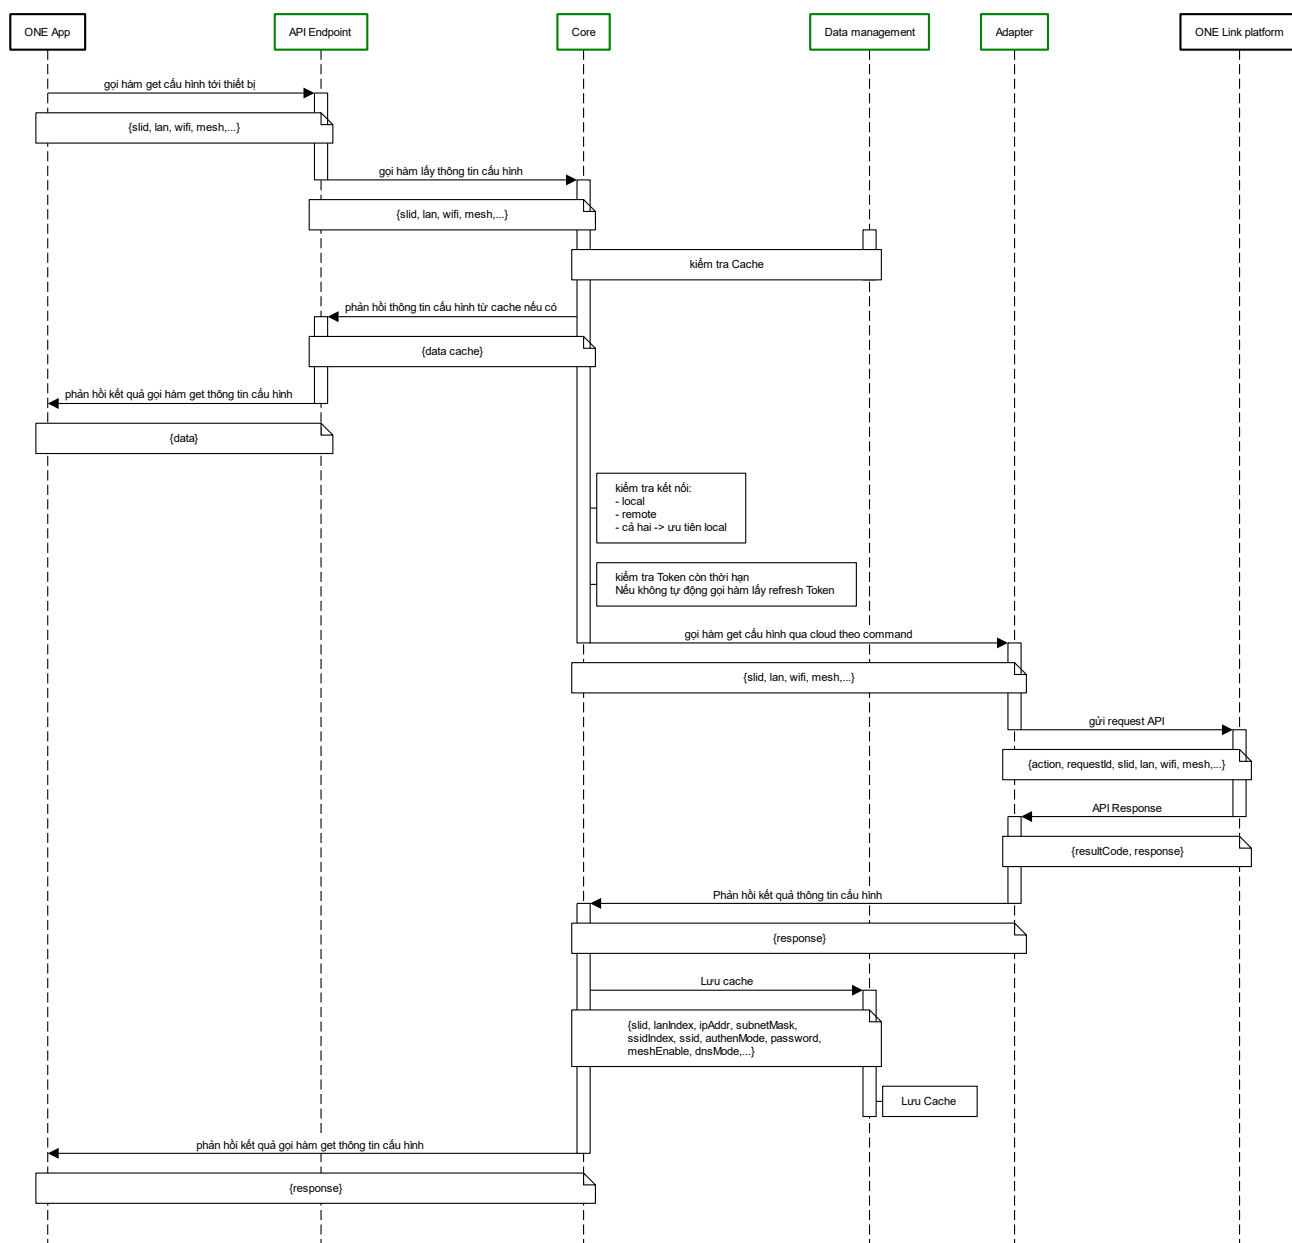 ONE App
API Endpoint
Core
Data management
Adapter
ONE Link platform
gọi hàm get cấu hình tới thiết bị
{slid, lan, wifi, mesh,...}
gọi hàm lấy thông tin cấu hình
{slid, lan, wifi, mesh,...}
kiểm tra Cache
phản hồi thông tin cấu hình từ cache nếu có
{data cache}
phản hồi kết quả gọi hàm get thông tin cấu hình
{data}
kiểm tra kết nối:
- local
- remote
- cả hai -> ưu tiên local
kiểm tra Token còn thời hạn
Nếu không tự động gọi hàm lấy refresh Token
gọi hàm get cấu hình qua cloud theo command
{slid, lan, wifi, mesh,...}
gửi request API
{action, requestId, slid, lan, wifi, mesh,...}
API Response
{resultCode, response}
Phản hồi kết quả thông tin cấu hình
{response}
Lưu cache
{slid, lanIndex, ipAddr, subnetMask,
ssidIndex, ssid, authenMode, password,
meshEnable, dnsMode,...}
Lưu Cache
phản hồi kết quả gọi hàm get thông tin cấu hình
{response}